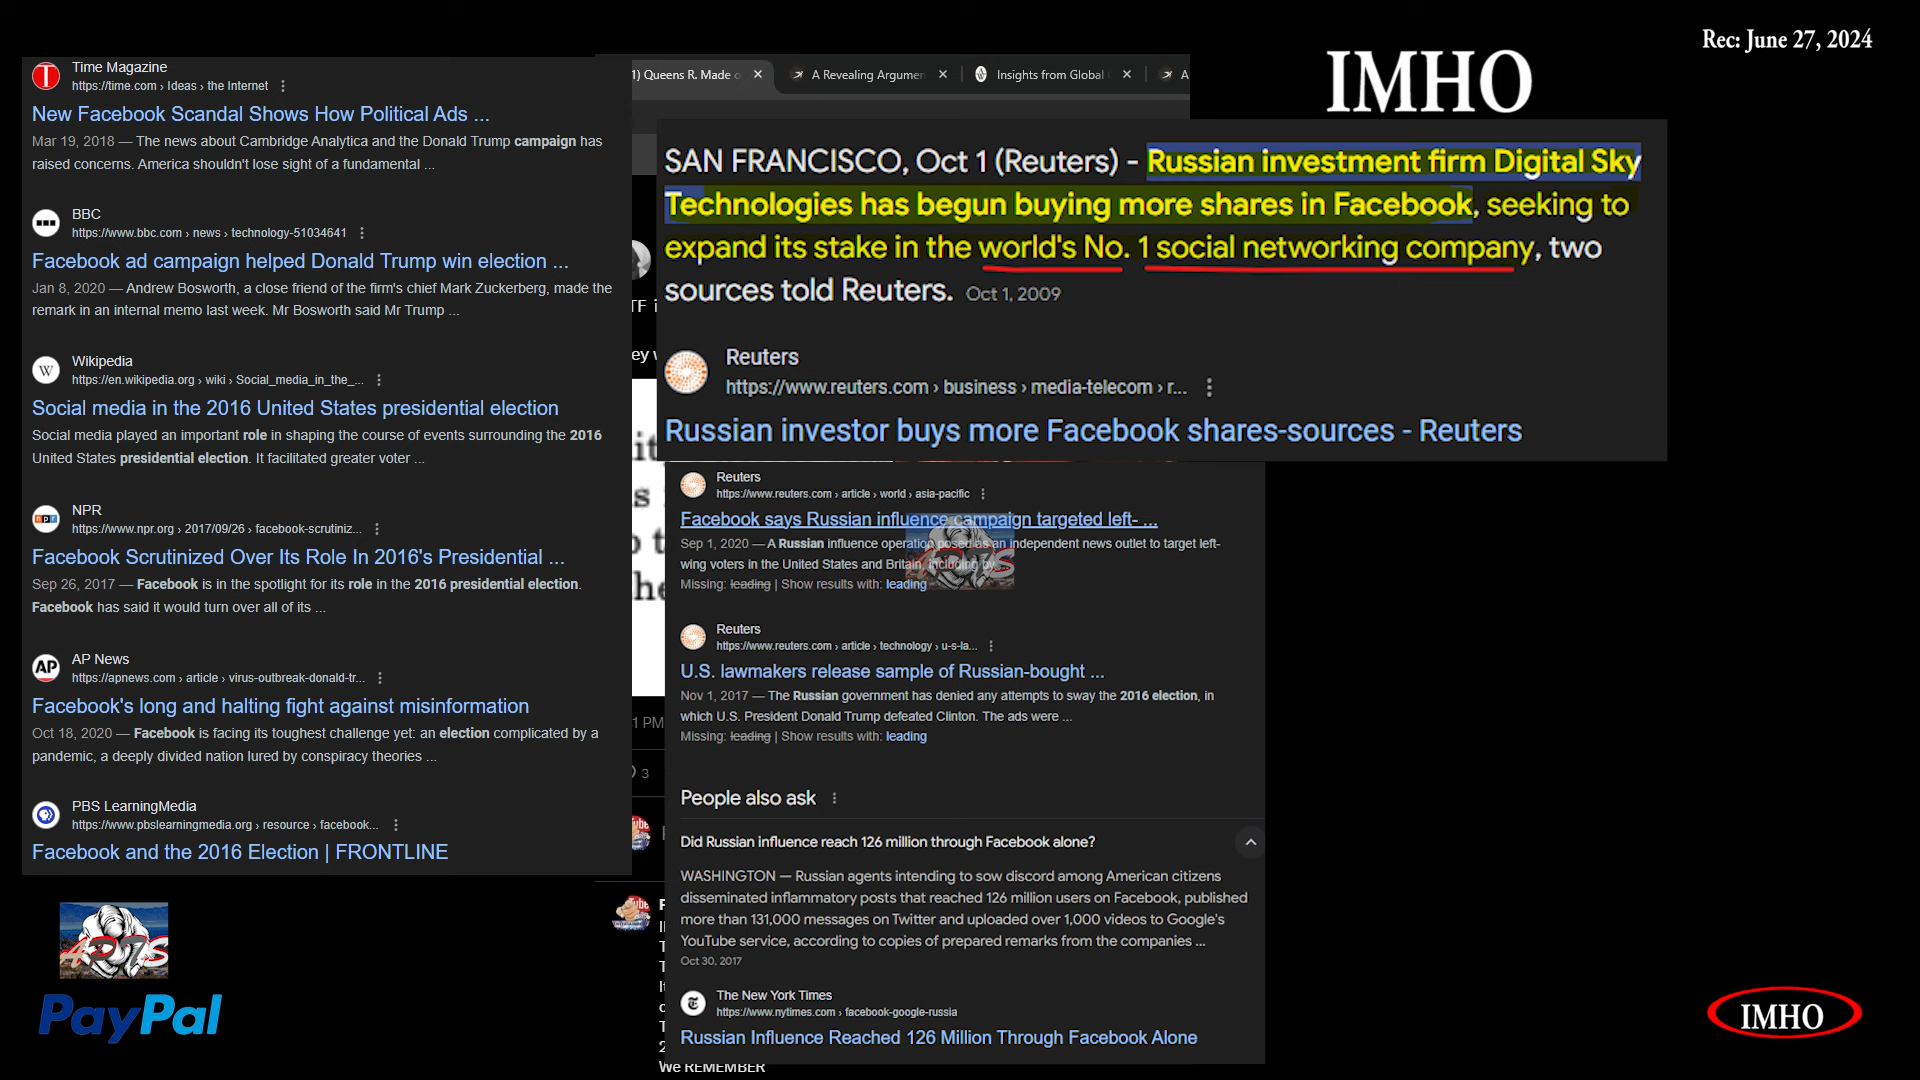 Rec: June 27, 2024
IMHO
Time Magazine
https://time.com › Ideas › the Internet
New Facebook Scandal Shows How Political Ads ...
Mar 19, 2018 — The news about Cambridge Analytica and the Donald Trump campaign has
raised concerns. America shouldn't lose sight of a fundamental ...
BBC
https://www.bbc.com › news › technology-51034641
Facebook ad campaign helped Donald Trump win election ...
Jan 8, 2020 — Andrew Bosworth, a close friend of the firm's chief Mark Zuckerberg, made the
remark in an internal memo last week. Mr Bosworth said Mr Trump ...
Wikipedia
https://en.wikipedia.org › wiki › Social_media_in_the_...
Social media in the 2016 United States presidential election
Social media played an important role in shaping the course of events surrounding the 2016
United States presidential election. It facilitated greater voter ...
NPR
https://www.npr.org › 2017/09/26 › facebook-scrutiniz...
Facebook Scrutinized Over Its Role In 2016's Presidential ...
Sep 26, 2017 — Facebook is in the spotlight for its role in the 2016 presidential election.
Facebook has said it would turn over all of its ...
AP News
https://apnews.com › article › virus-outbreak-donald-tr...
Facebook's long and halting fight against misinformation
Oct 18, 2020 — Facebook is facing its toughest challenge yet: an election complicated by a
pandemic, a deeply divided nation lured by conspiracy theories ...
PBS LearningMedia
https://www.pbslearningmedia.org › resource › facebook...
Facebook and the 2016 Election | FRONTLINE
PayPal
1) Queens R. Made
A Revealing Argumen
Insights from Global
A
SAN FRANCISCO, Oct 1 (Reuters) - Russian investment firm Digital Sky
Technologies has begun buying more shares in Facebook, seeking to
expand its stake in the world's No. 1 social networking company, two
sources told Reuters. Oct 1, 2009
Reuters
https://www.reuters.com › business › media-telecom › r...
Russian investor buys more Facebook shares-sources - Reuters
Reuters
https://www.reuters.com › article › world › asia-pacific
Facebook says Russian influence campaign targeted left- ...
Sep 1, 2020 — A Russian influence operation posed as an independent news outlet to target left-
wing voters in the United States and Britain, including by ...
Missing: leading | Show results with: leading
Reuters
https://www.reuters.com › article › technology › u-s-la...
U.S. lawmakers release sample of Russian-bought ...
Nov 1, 2017 — The Russian government has denied any attempts to sway the 2016 election, in
which U.S. President Donald Trump defeated Clinton. The ads were ...
Missing: leading | Show results with: leading
People also ask
Did Russian influence reach 126 million through Facebook alone?
WASHINGTON — Russian agents intending to sow discord among American citizens
disseminated inflammatory posts that reached 126 million users on Facebook, published
more than 131,000 messages on Twitter and uploaded over 1,000 videos to Google's
YouTube service, according to copies of prepared remarks from the companies ...
Oct 30, 2017
The New York Times
https://www.nytimes.com › facebook-google-russia
Russian Influence Reached 126 Million Through Facebook Alone
We REMEMBER
1 PM
3
IMHO